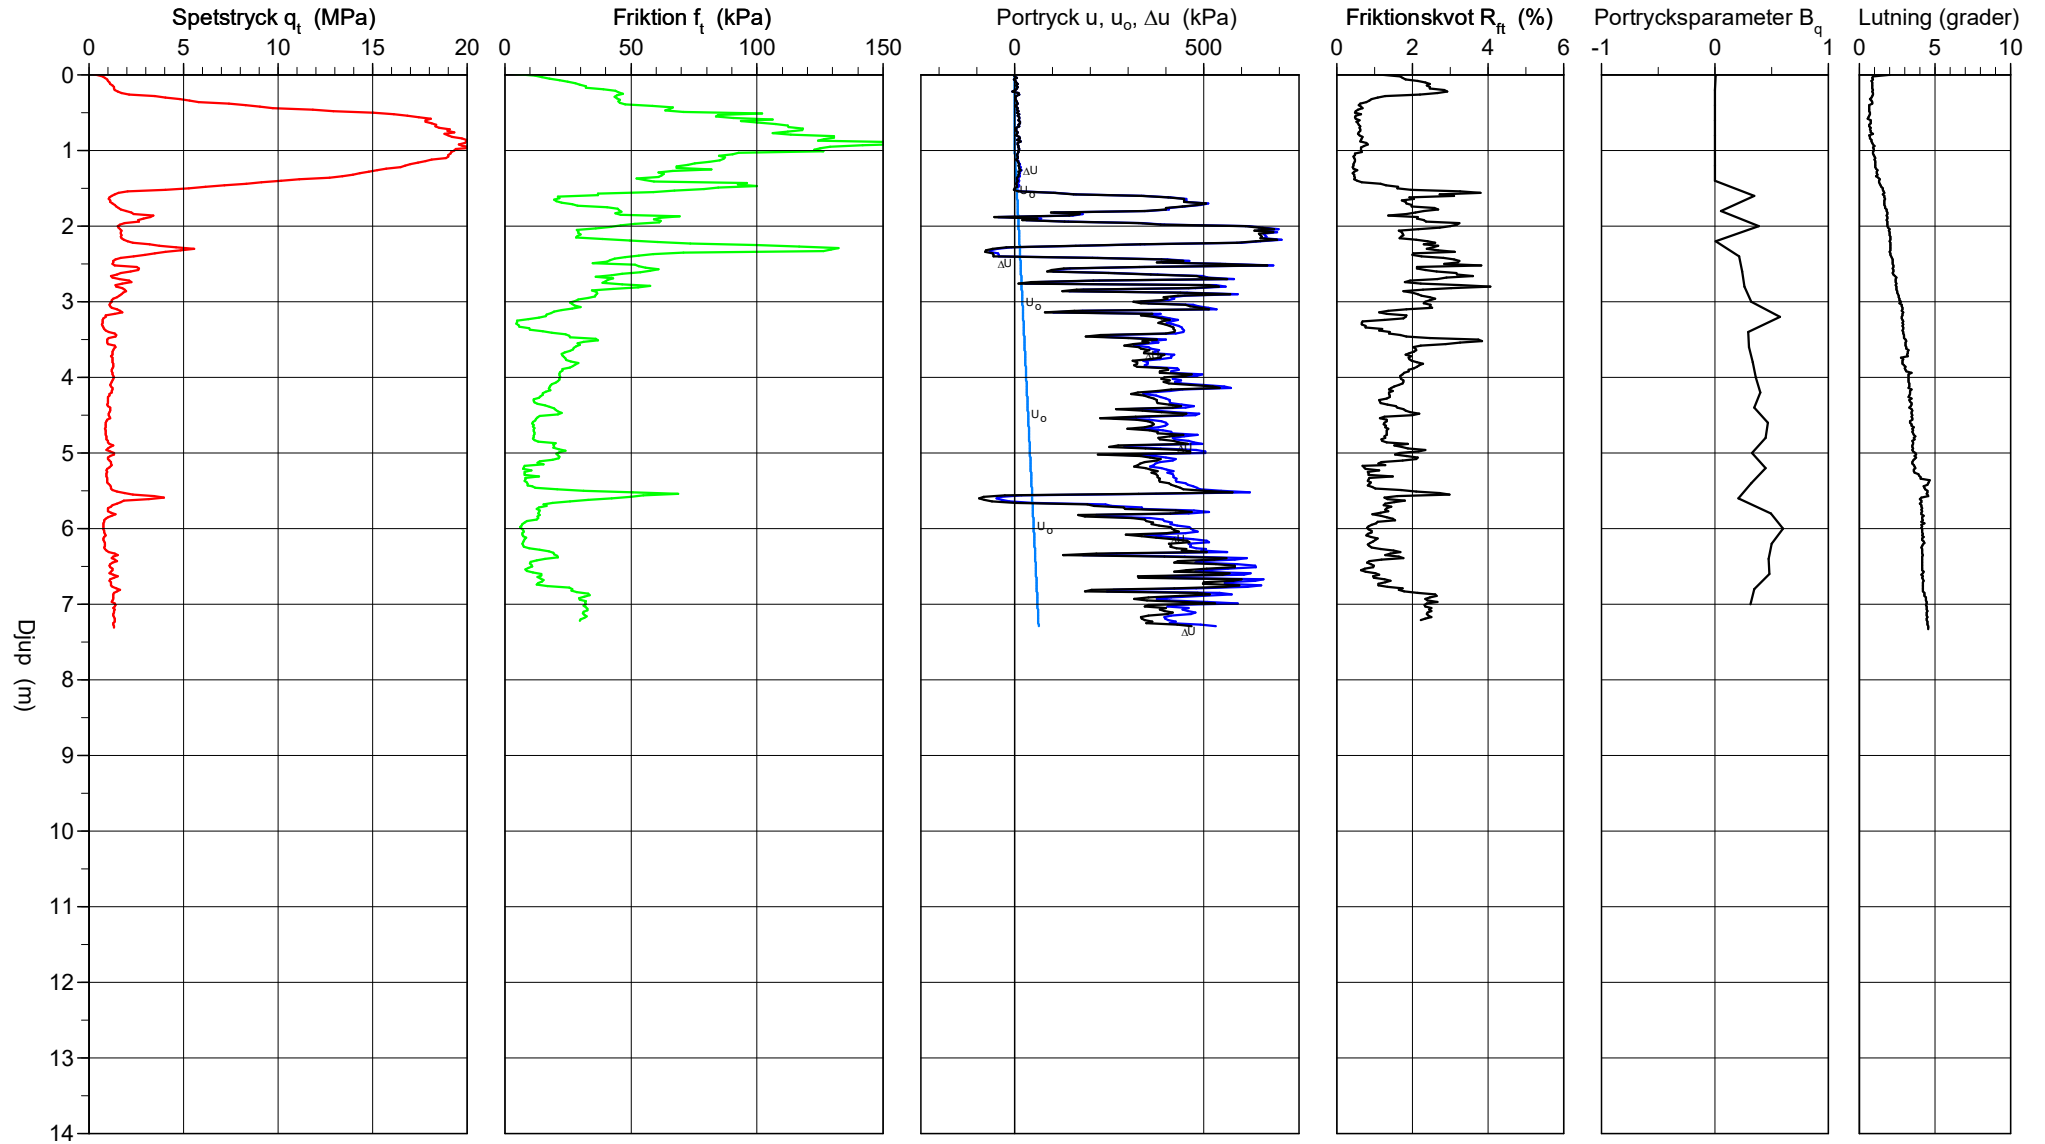 Spetstryck qt (MPa) Friktion ft (kPa) Portryck u, uo, Δu (kPa) Friktionskvot Rft (%) Portrycksparameter Bq Lutning (grader)
0 5 10 15 20 0 50 100 150 0 500 0 2 4 6 -1 0 1 0 5 10
0
1
ΔU
Uo
2
ΔU
3
Uo
ΔU
4
Uo
5
ΔU
6
Uo
ΔU
7
ΔU
Djup (m)
8
9
10
11
12
13
14